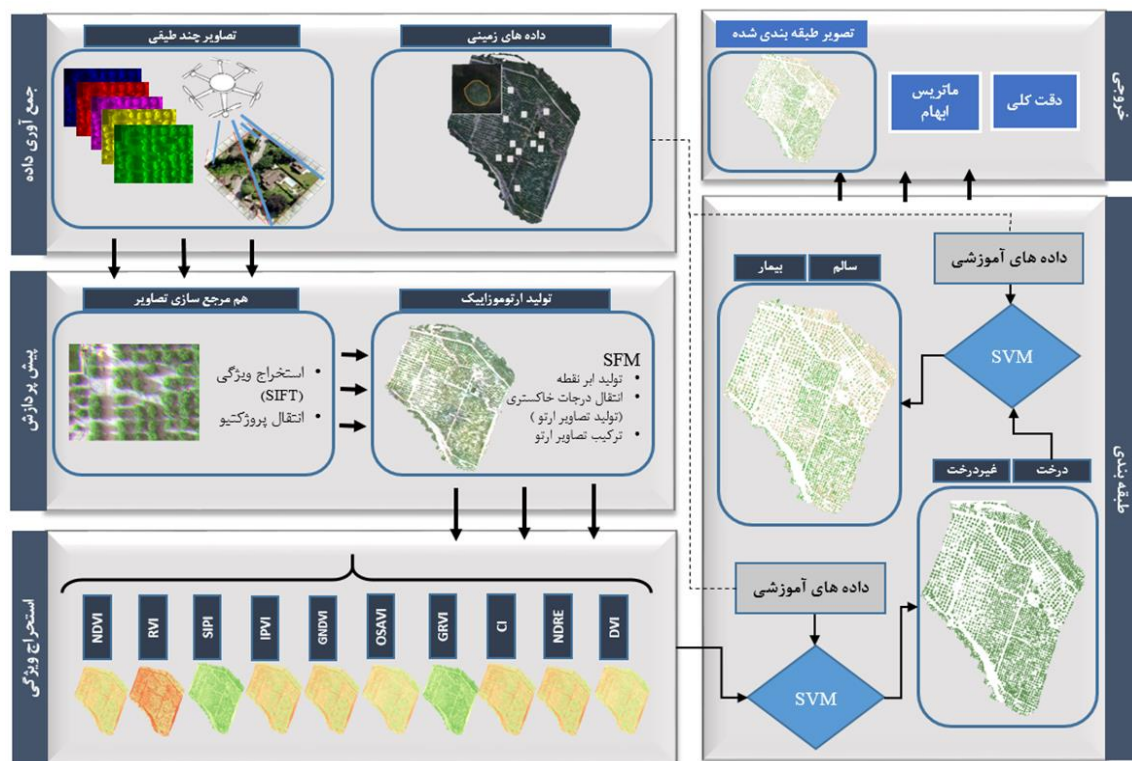 جمع آوری داده
تصاویر چند طیفی
داده های زمینی
پیش پردازش
هم مرجع سازی تصاویر
• استخراج ویژگی
(SIFT)
• انتقال پروژکتیو
تولید ارتوموزاییک
SFM
• تولید ابر نقطه
• انتقال درجات خاکستری
(تولید تصاویر ارتو )
• ترکیب تصاویر ارتو
استخراج ویژگی
NDVI
RVI
SIPI
IPVI
GNDVI
OSAVI
GRVI
CI
NDRE
DVI
طبقه بندی
داده های آموزشی
SVM
درخت
غیردرخت
داده های آموزشی
SVM
سالم
بیمار
خروجی
تصویر طبقه بندی شده
ماتریس
ابهام
دقت کلی